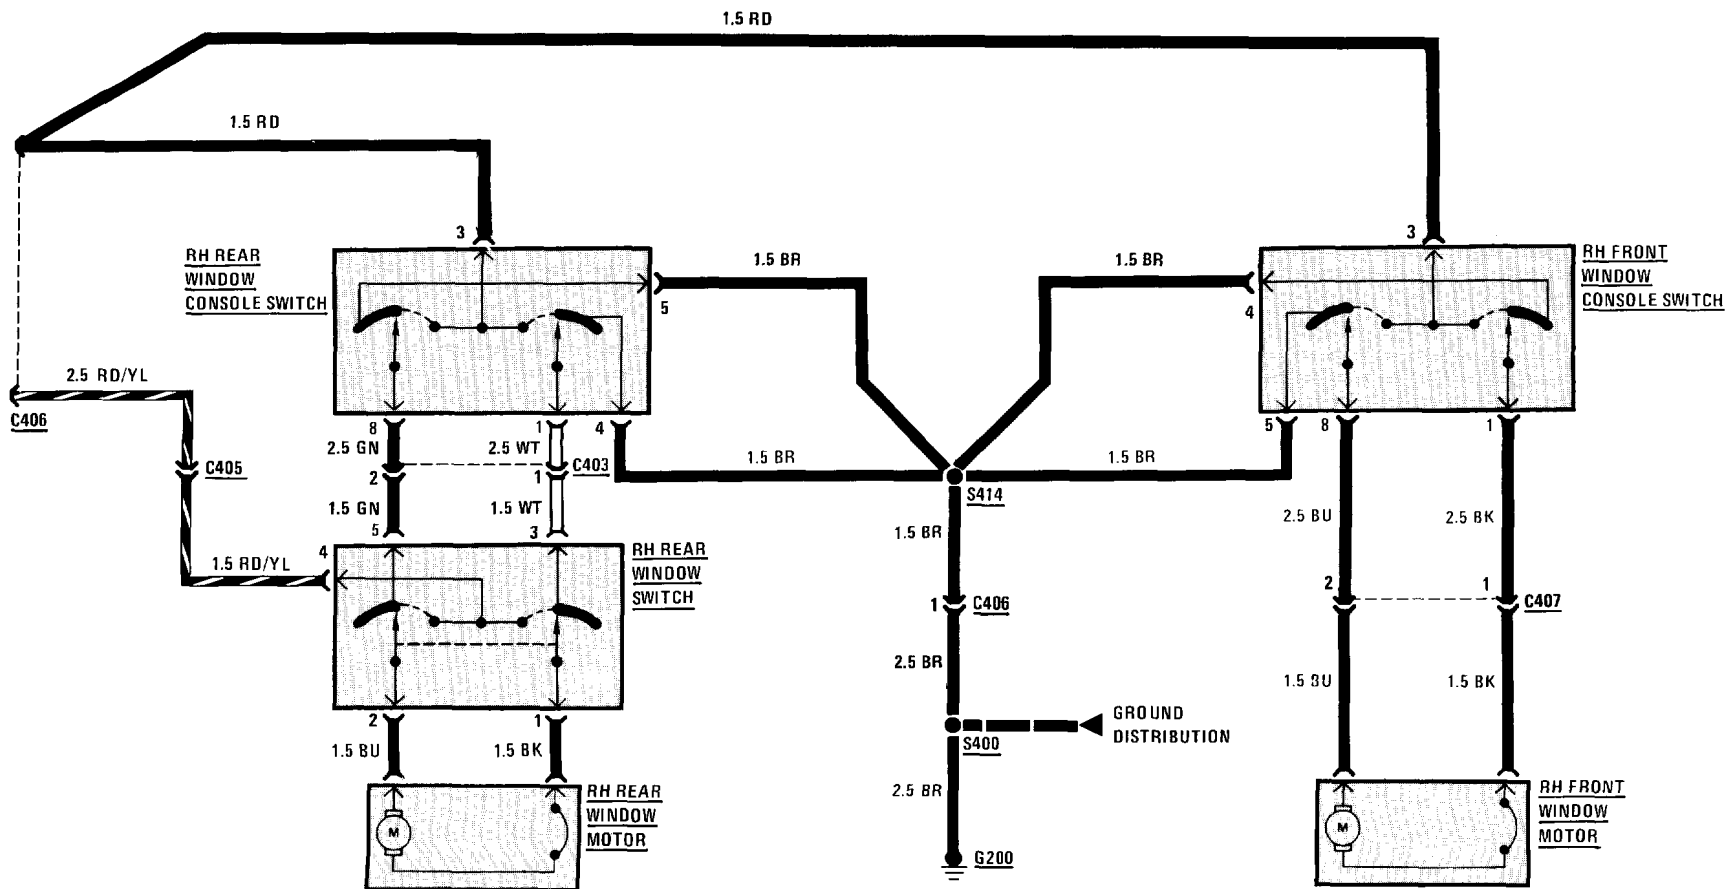 1.5 RD
1.5 RD
3
3
RH REAR
WINDOW
CONSOLE SWITCH
1.5 BR
1.5 BR
RH FRONT
WINDOW
CONSOLE SWITCH
5
4
2.5 RD/YL
C406
8
1
4
5
8
1
2.5 GN
2.5 WT
C403
1.5 BR
1.5 BR
C405
2
1
S414
1.5 GN
1.5 WT
2.5 BU
2.5 BK
5
3
1.5 BR
4
RH REAR
WINDOW
SWITCH
1.5 RD/YL
2
1
1
C406
C407
2.5 BR
1.5 BU
1.5 BK
2
1
GROUND
DISTRIBUTION
1.5 BU
1.5 BK
S400
RH REAR
WINDOW
MOTOR
2.5 BR
RH FRONT
WINDOW
MOTOR
M
M
G200